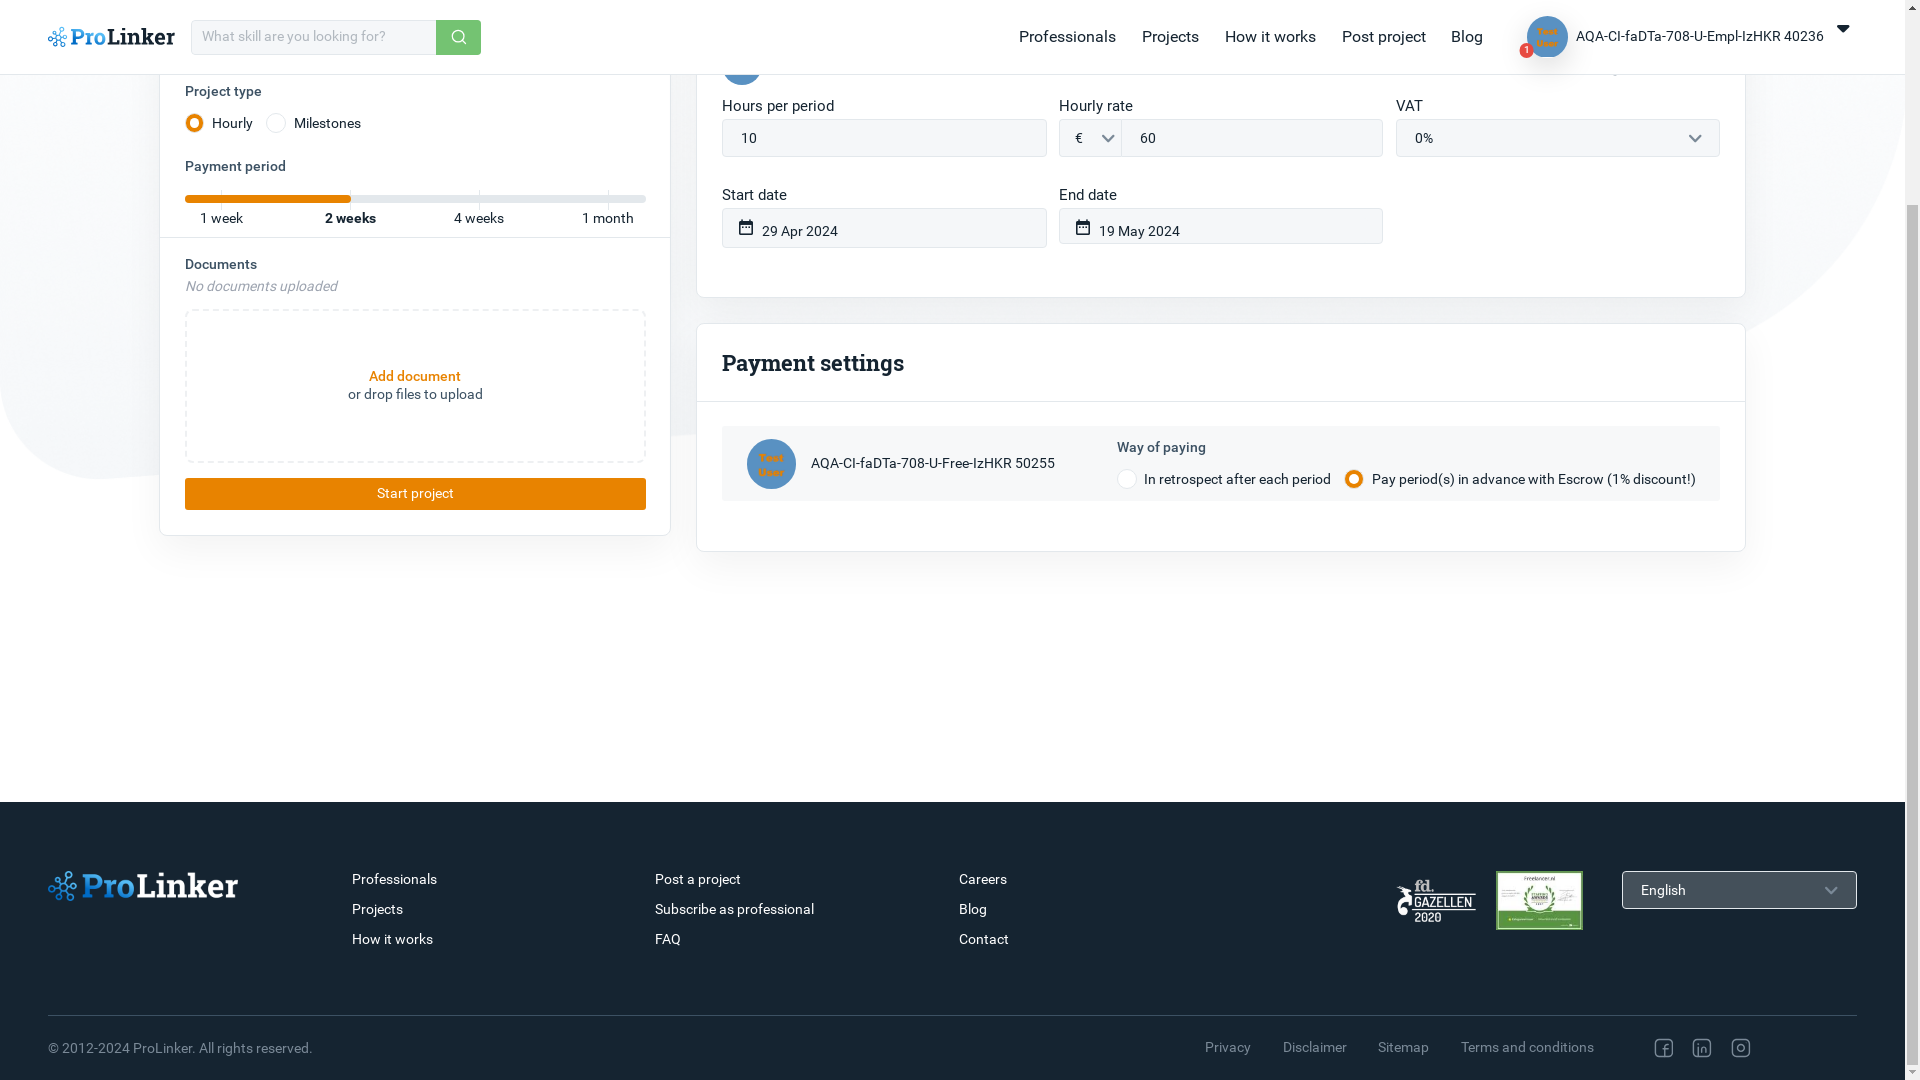 ProLinker
What skill are you looking for?
Professionals
Projects
How it works
Post project
Blog
Test
User
1
AQA-CI-faDTa-708-U-Empl-IzHKR 40236
Project type
Hourly
Milestones
Payment period
1 week
2 weeks
4 weeks
1 month
Documents
No documents uploaded
Add document
or drop files to upload
Start project
Hours per period
Hourly rate
VAT
10
€
60
0%
Start date
End date
29 Apr 2024
19 May 2024
Payment settings
Test
User
AQA-CI-faDTa-708-U-Free-IzHKR 50255
Way of paying
In retrospect after each period
Pay period(s) in advance with Escrow (1% discount!)
ProLinker
Professionals
Projects
How it works
Post a project
Subscribe as professional
FAQ
Careers
Blog
Contact
fd.
GAZELLEN
2020
Freelancer.nl
English
© 2012-2024 ProLinker. All rights reserved.
Privacy
Disclaimer
Sitemap
Terms and conditions